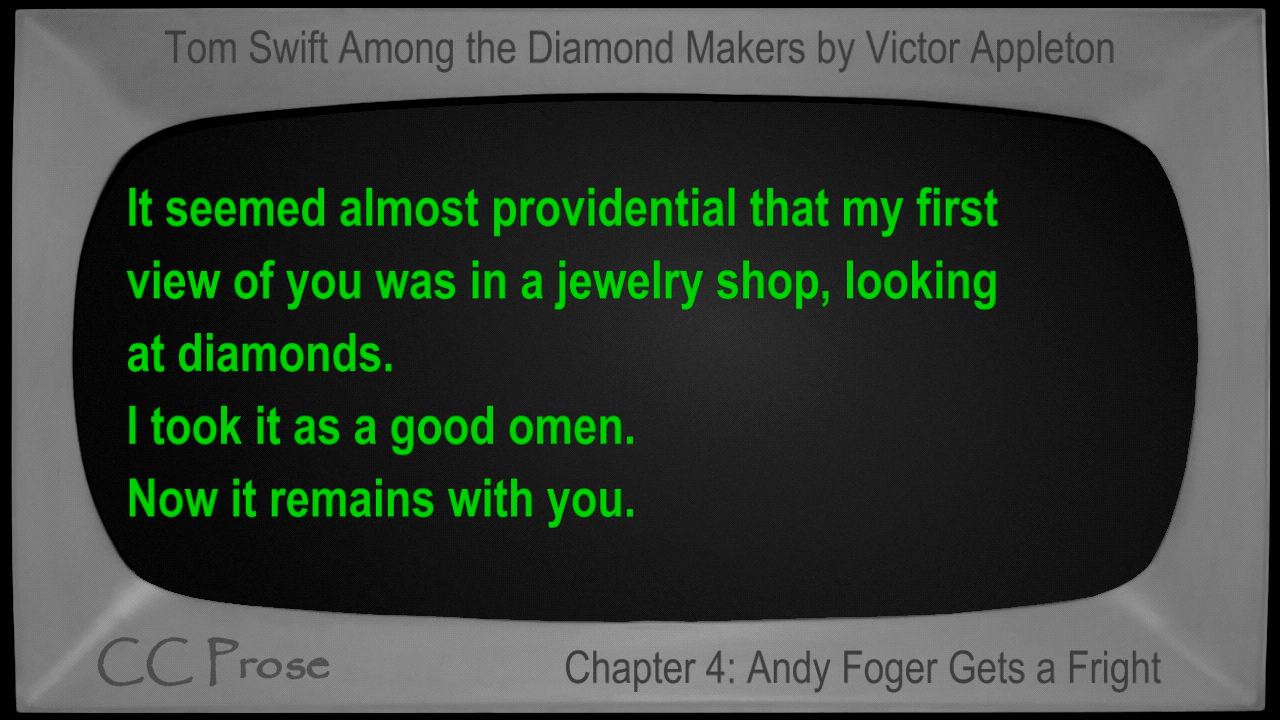 Tom Swift Among the Diamond Makers by Victor Appleton
It seemed almost providential that my first
view of you was in a jewelry shop, looking
at diamonds.
I took it as a good omen.
Now it remains with you.
CC Prose
Chapter 4: Andy Foger Gets a Fright